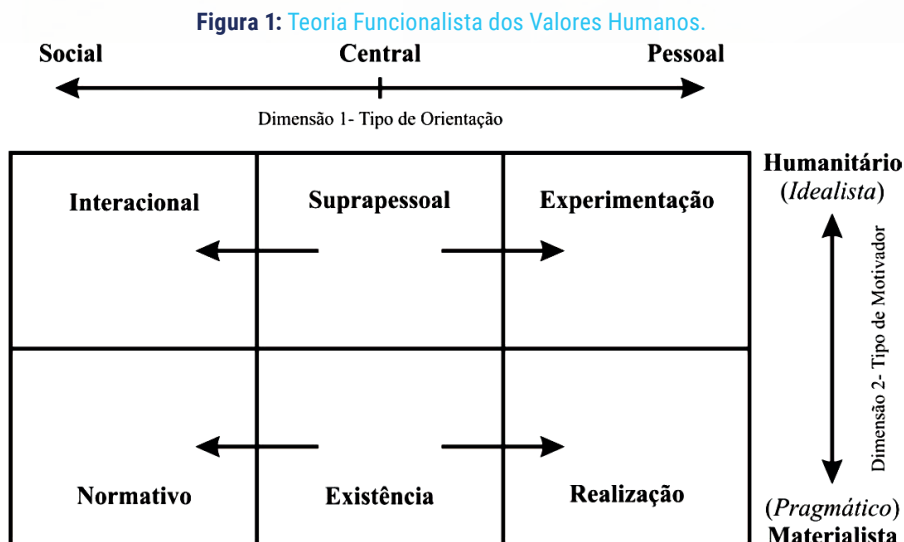 Figura 1: Teoria Funcionalista dos Valores Humanos.
Social Central Pessoal
Dimensão 1- Tipo de Orientação
Interacional Suprapessoal Experimentação
Humanitário
(Idealista)
Dimensão 2- Tipo de Motivador
Normativo Existência Realização
(Pragmático)
Materialista